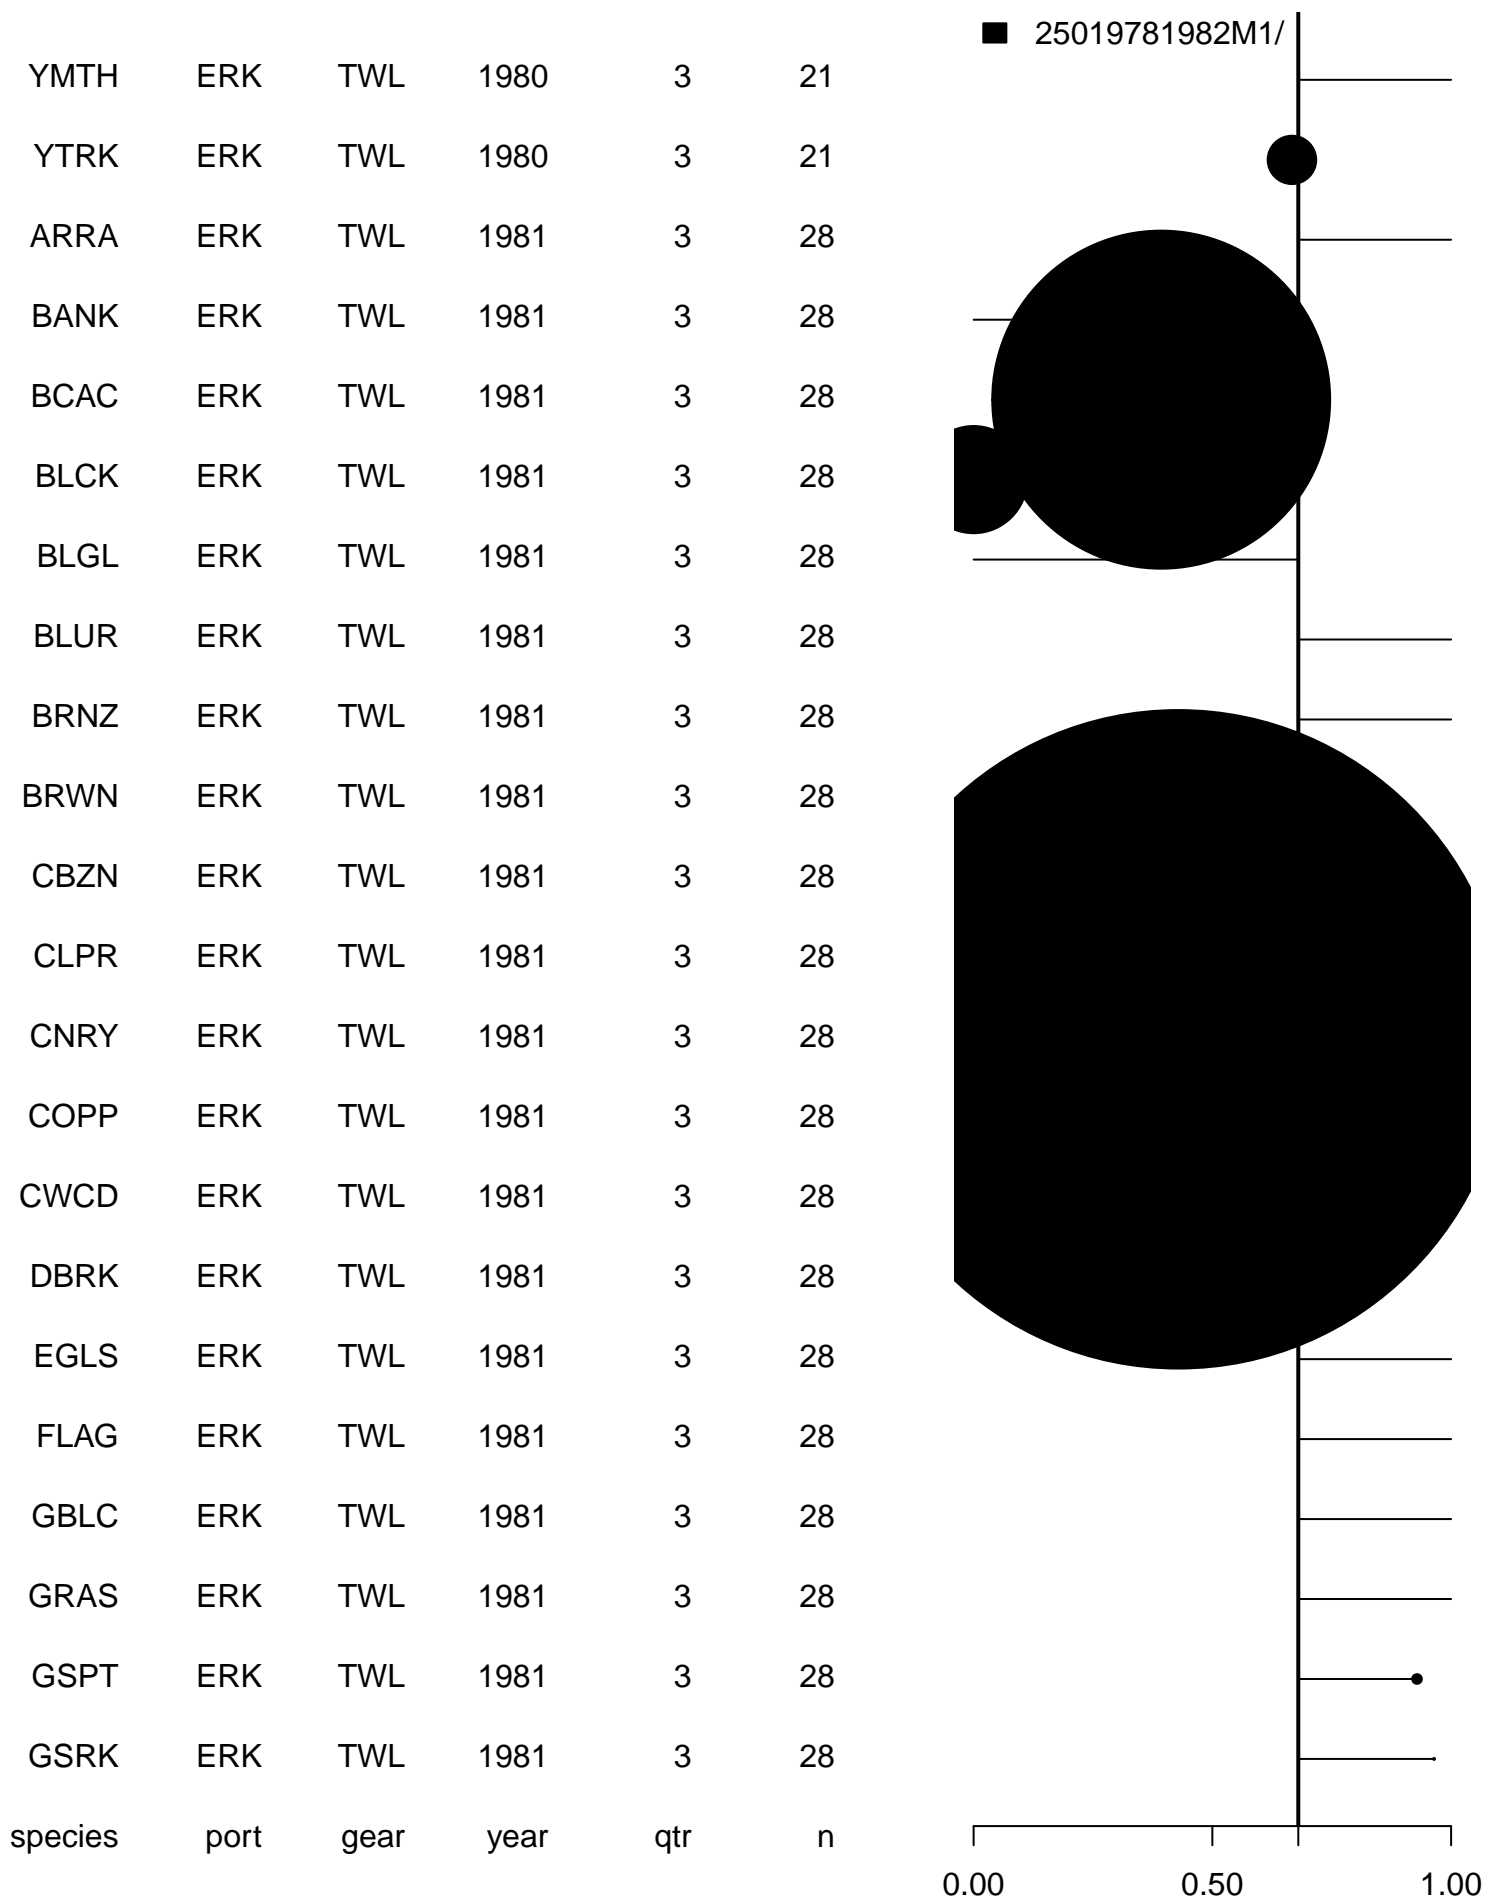 25019781982M1/
YMTH ERK TWL 1980 3 21
YTRK ERK TWL 1980 3 21
ARRA ERK TWL 1981 3 28
BANK ERK TWL 1981 3 28
BCAC ERK TWL 1981 3 28
BLCK ERK TWL 1981 3 28
BLGL ERK TWL 1981 3 28
BLUR ERK TWL 1981 3 28
BRNZ ERK TWL 1981 3 28
BRWN ERK TWL 1981 3 28
CBZN ERK TWL 1981 3 28
CLPR ERK TWL 1981 3 28
CNRY ERK TWL 1981 3 28
COPP ERK TWL 1981 3 28
CWCD ERK TWL 1981 3 28
DBRK ERK TWL 1981 3 28
EGLS ERK TWL 1981 3 28
FLAG ERK TWL 1981 3 28
GBLC ERK TWL 1981 3 28
GRAS ERK TWL 1981 3 28
GSPT ERK TWL 1981 3 28
GSRK ERK TWL 1981 3 28
species port gear year qtr n
0.00 0.50 1.00